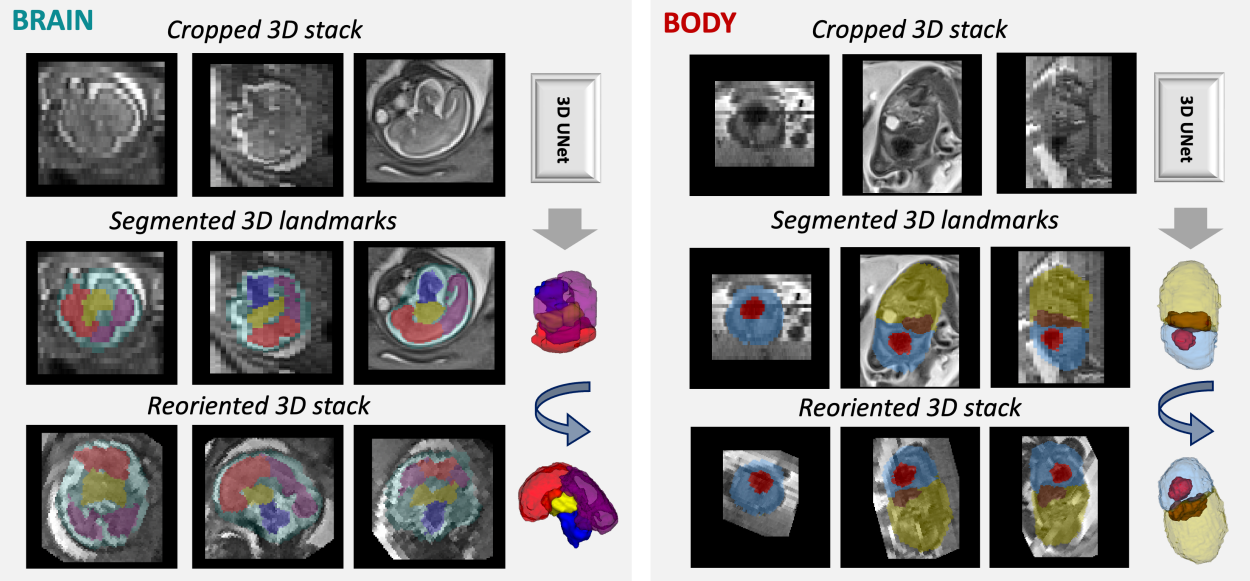 BRAIN
Cropped 3D stack
3D UNet
Segmented 3D landmarks
Reoriented 3D stack
BODY
Cropped 3D stack
3D UNet
Segmented 3D landmarks
Reoriented 3D stack